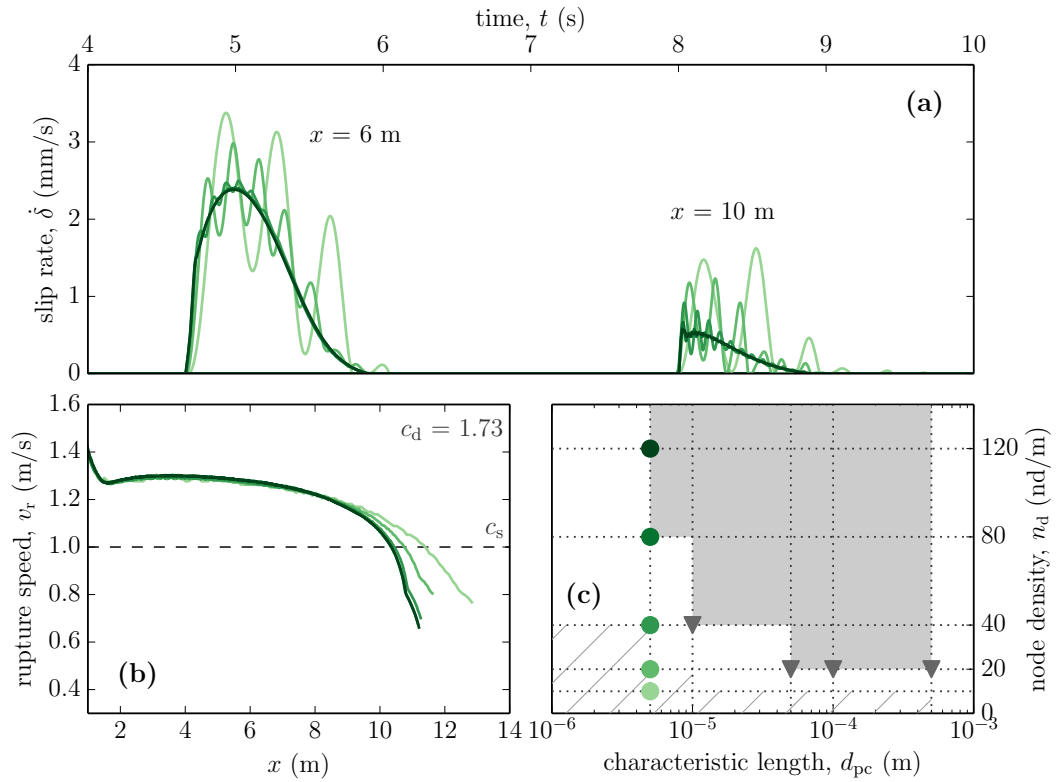 time, t (s)
4 5 6 7 8 9 10
4
3
2
1
0
slip rate, δ̇ (mm/s)
(a)
x = 6 m
x = 10 m
1.6
1.4
1.2
1.0
0.8
0.6
0.4
rupture speed, vᵣ (m/s)
c_d = 1.73
c_s
(b)
2 4 6 8 10 12 14
x (m)
(c)
120
80
40
20
0
node density, n_d (nd/m)
10⁻⁶ 10⁻⁵ 10⁻⁴ 10⁻³
characteristic length, d_pc (m)